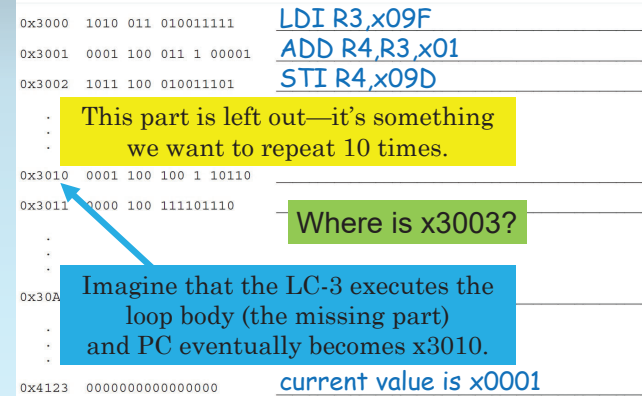 0x3000 1010 011 010011111 LDI R3,x09F
0x3001 0001 100 011 1 00001 ADD R4,R3,x01
0x3002 1011 100 010011101 STI R4,x09D
This part is left out—it's something
we want to repeat 10 times.
0x3010 0001 100 100 1 10110
0x3011 0000 100 111101110
Where is x3003?
Imagine that the LC-3 executes the
loop body (the missing part)
and PC eventually becomes x3010.
0x30A
0x4123 0000000000000000 current value is x0001